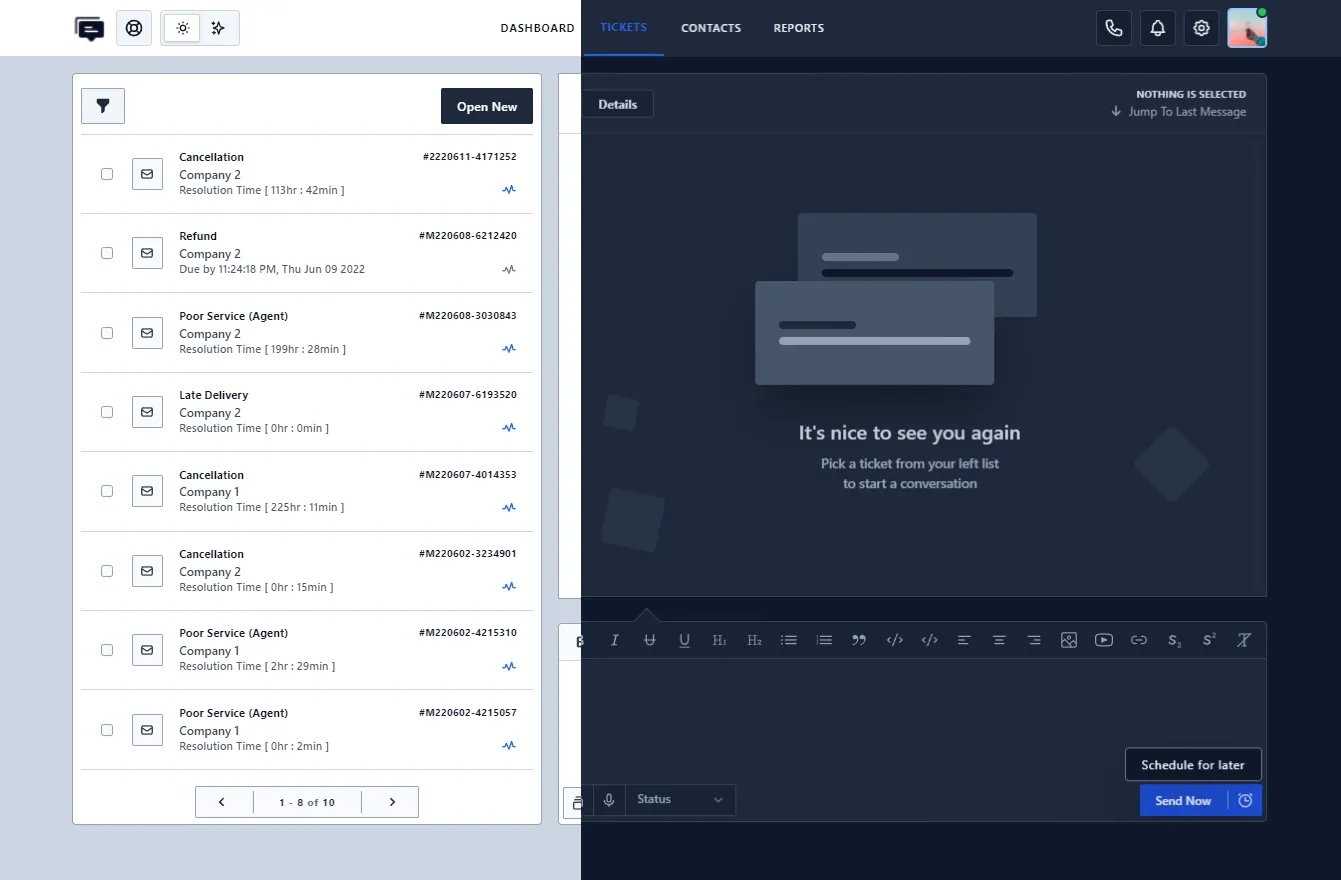 DASHBOARD TICKETS CONTACTS REPORTS
Open New
Cancellation #2220611-4171252
Company 2
Resolution Time [ 113hr : 42min ]
Refund #M220608-6212420
Company 2
Due by 11:24:18 PM, Thu Jun 09 2022
Poor Service (Agent) #M220608-3030843
Company 2
Resolution Time [ 199hr : 28min ]
Late Delivery #M220607-6193520
Company 2
Resolution Time [ 0hr : 0min ]
Cancellation #M220607-4014353
Company 1
Resolution Time [ 225hr : 11min ]
Cancellation #M220602-3234901
Company 2
Resolution Time [ 0hr : 15min ]
Poor Service (Agent) #M220602-4215310
Company 1
Resolution Time [ 2hr : 29min ]
Poor Service (Agent) #M220602-4215057
Company 1
Resolution Time [ 0hr : 2min ]
1 - 8 of 10
Details
NOTHING IS SELECTED
Jump To Last Message
It's nice to see you again
Pick a ticket from your left list
to start a conversation
B I U U H1 H2 S2 S2
Schedule for later
Status
Send Now